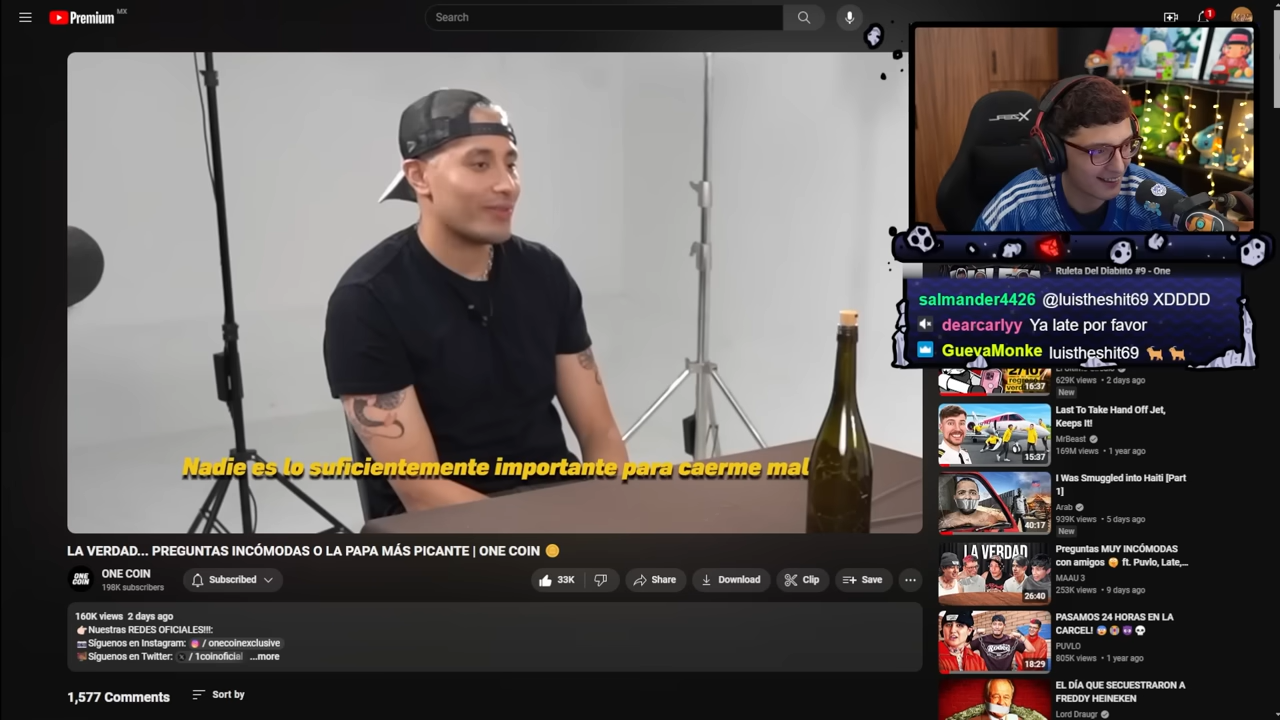 Premium MX
Search
1
Nadie es lo suficientemente importante para caerme mal
LA VERDAD... PREGUNTAS INCÓMODAS O LA PAPA MÁS PICANTE | ONE COIN
ONE COIN
ONE COIN
198K subscribers
Subscribed
33K
Share
Download
Clip
Save
160K views 2 days ago
Nuestras REDES OFICIALES!!!:
Síguenos en Instagram: / onecoinexclusive
Síguenos en Twitter: / 1coinoficial ...more
1,577 Comments
Sort by
Ruleta Del Diablito #9 - One
salmander4426 @luistheshit69 XDDDD
dearcarlyy Ya late por favor
GuevaMonke luistheshit69
16:37
629K views • 2 days ago
New
15:37
Last To Take Hand Off Jet,
Keeps It!
MrBeast
169M views • 1 year ago
40:17
I Was Smuggled into Haiti [Part
1]
Arab
939K views • 5 days ago
New
LA VERDAD
26:40
Preguntas MUY INCÓMODAS
con amigos ft. Puvlo, Late,...
MAAU 3
253K views • 9 days ago
18:29
PASAMOS 24 HORAS EN LA
CARCEL!
PUVLO
805K views • 1 year ago
EL DÍA QUE SECUESTRARON A
FREDDY HEINEKEN
Lord Draugr